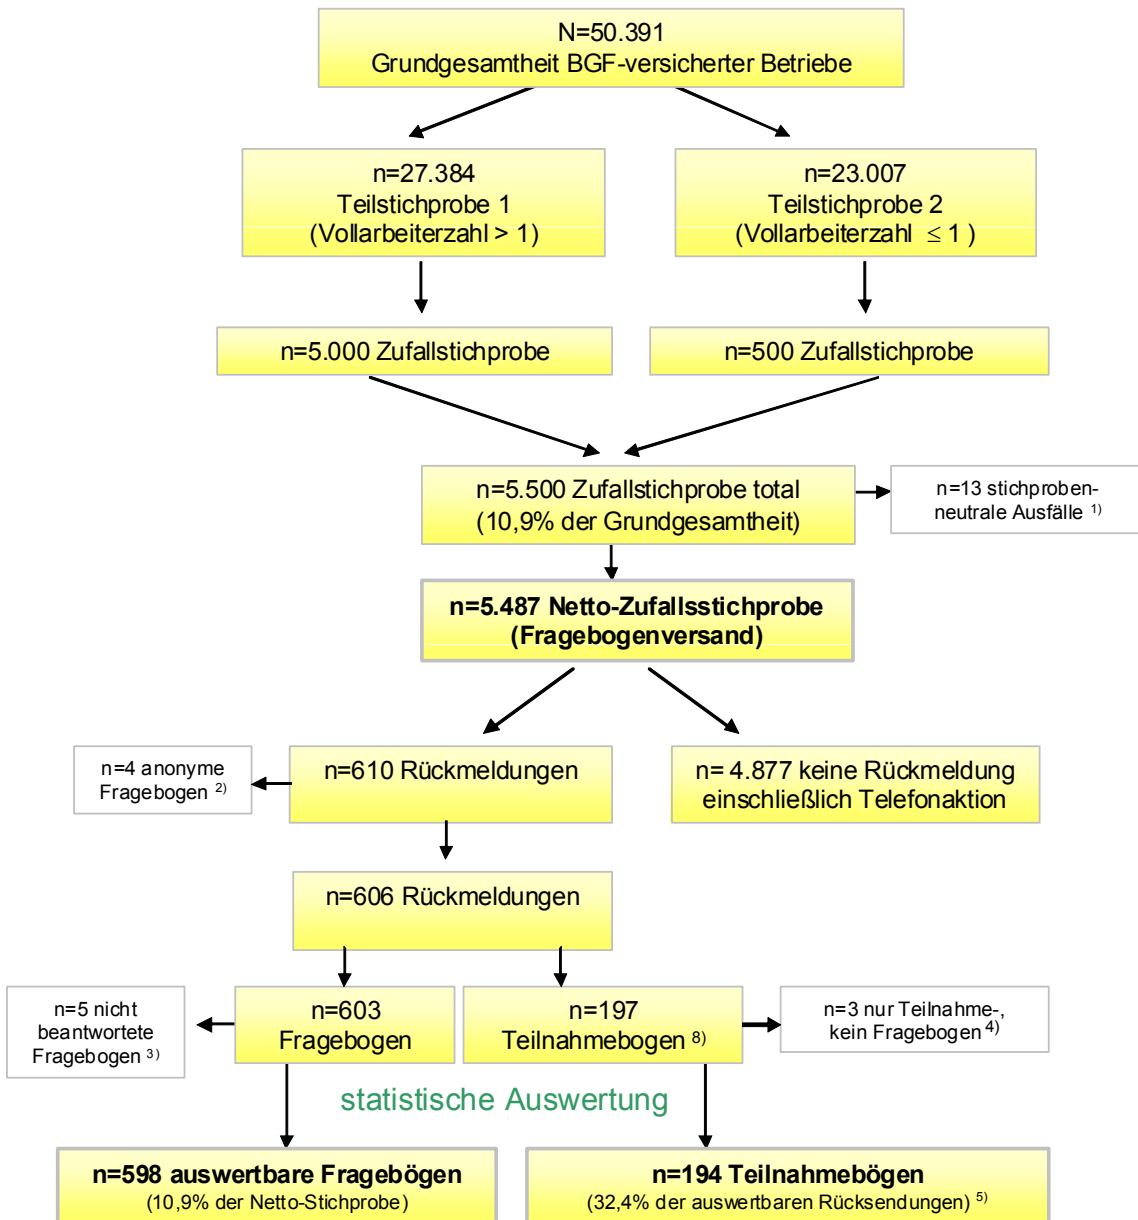 N=50.391
Grundgesamtheit BGF-versicherter Betriebe
n=27.384
Teilstichprobe 1
(Vollarbeiterzahl > 1)
n=23.007
Teilstichprobe 2
(Vollarbeiterzahl ≤ 1 )
n=5.000 Zufallstichprobe
n=500 Zufallstichprobe
n=5.500 Zufallstichprobe total
(10,9% der Grundgesamtheit)
n=13 stichproben-
neutrale Ausfälle 1)
n=5.487 Netto-Zufallsstichprobe
(Fragebogenversand)
n=4 anonyme
Fragebogen 2)
n=610 Rückmeldungen
n= 4.877 keine Rückmeldung
einschließlich Telefonaktion
n=606 Rückmeldungen
n=5 nicht
beantwortete
Fragebogen 3)
n=603
Fragebogen
n=197
Teilnahmebogen 8)
n=3 nur Teilnahme-,
kein Fragebogen 4)
statistische Auswertung
n=598 auswertbare Fragebögen
(10,9% der Netto-Stichprobe)
n=194 Teilnahmebögen
(32,4% der auswertbaren Rücksendungen) 5)